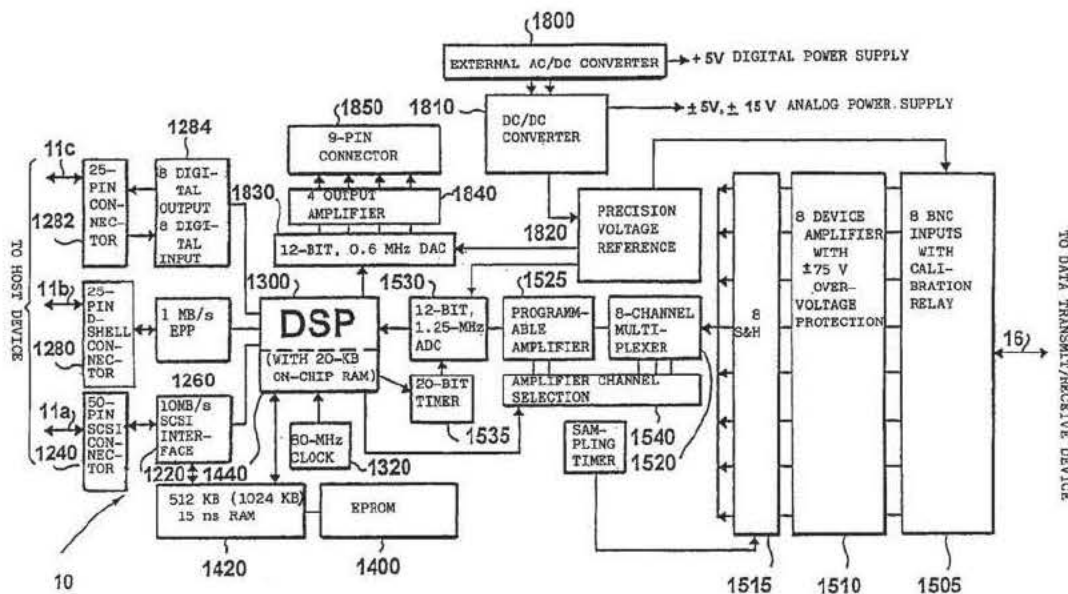 1800
EXTERNAL AC/DC CONVERTER
+5V DIGITAL POWER SUPPLY
1810
DC/DC
CONVERTER
±5V, ± 15V ANALOG POWER SUPPLY
1850
9-PIN
CONNECTOR
1284
8 DIGI-
TAL
OUTPUT
8 DIGI-
TAL
INPUT
11c
25-
PIN
CON-
NEC-
TOR
1282
1830
4 OUTPUT
AMPLIFIER
1840
12-BIT, 0.6 MHz DAC
1820
PRECISION
VOLTAGE
REFERENCE
TO HOST DEVICE
11b
25-
PIN
D-
SHELL
CON-
NEC-
TOR
1280
1 MB/s
EPP
1260
1300
DSP
(WITH 20-KB
ON-CHIP RAM)
1530
12-BIT,
1.25-MHz
ADC
1525
PROGRAMM-
ABLE
AMPLIFIER
8-CHANNEL
MULTI-
PLEXER
20-BIT
TIMER
1535
AMPLIFIER CHANNEL
SELECTION
1540
1520
SAM-
PLING
TIMER
8
S&H
8 DEVICE
AMPLIFIER
WITH
±75 V
OVER-
VOLTAGE
PROTECTION
8 BNC
INPUTS
WITH
CALI-
BRATION
RELAY
16
TO DATA TRANSMIT/RECEIVE DEVICE
11a
50-
PIN
SCSI
CON-
NEC-
TOR
1240
10MB/s
SCSI
INTER-
FACE
1220
1440
80-MHz
CLOCK
1320
512 KB (1024 KB)
15 ns RAM
EPROM
10
1420
1400
1515
1510
1505